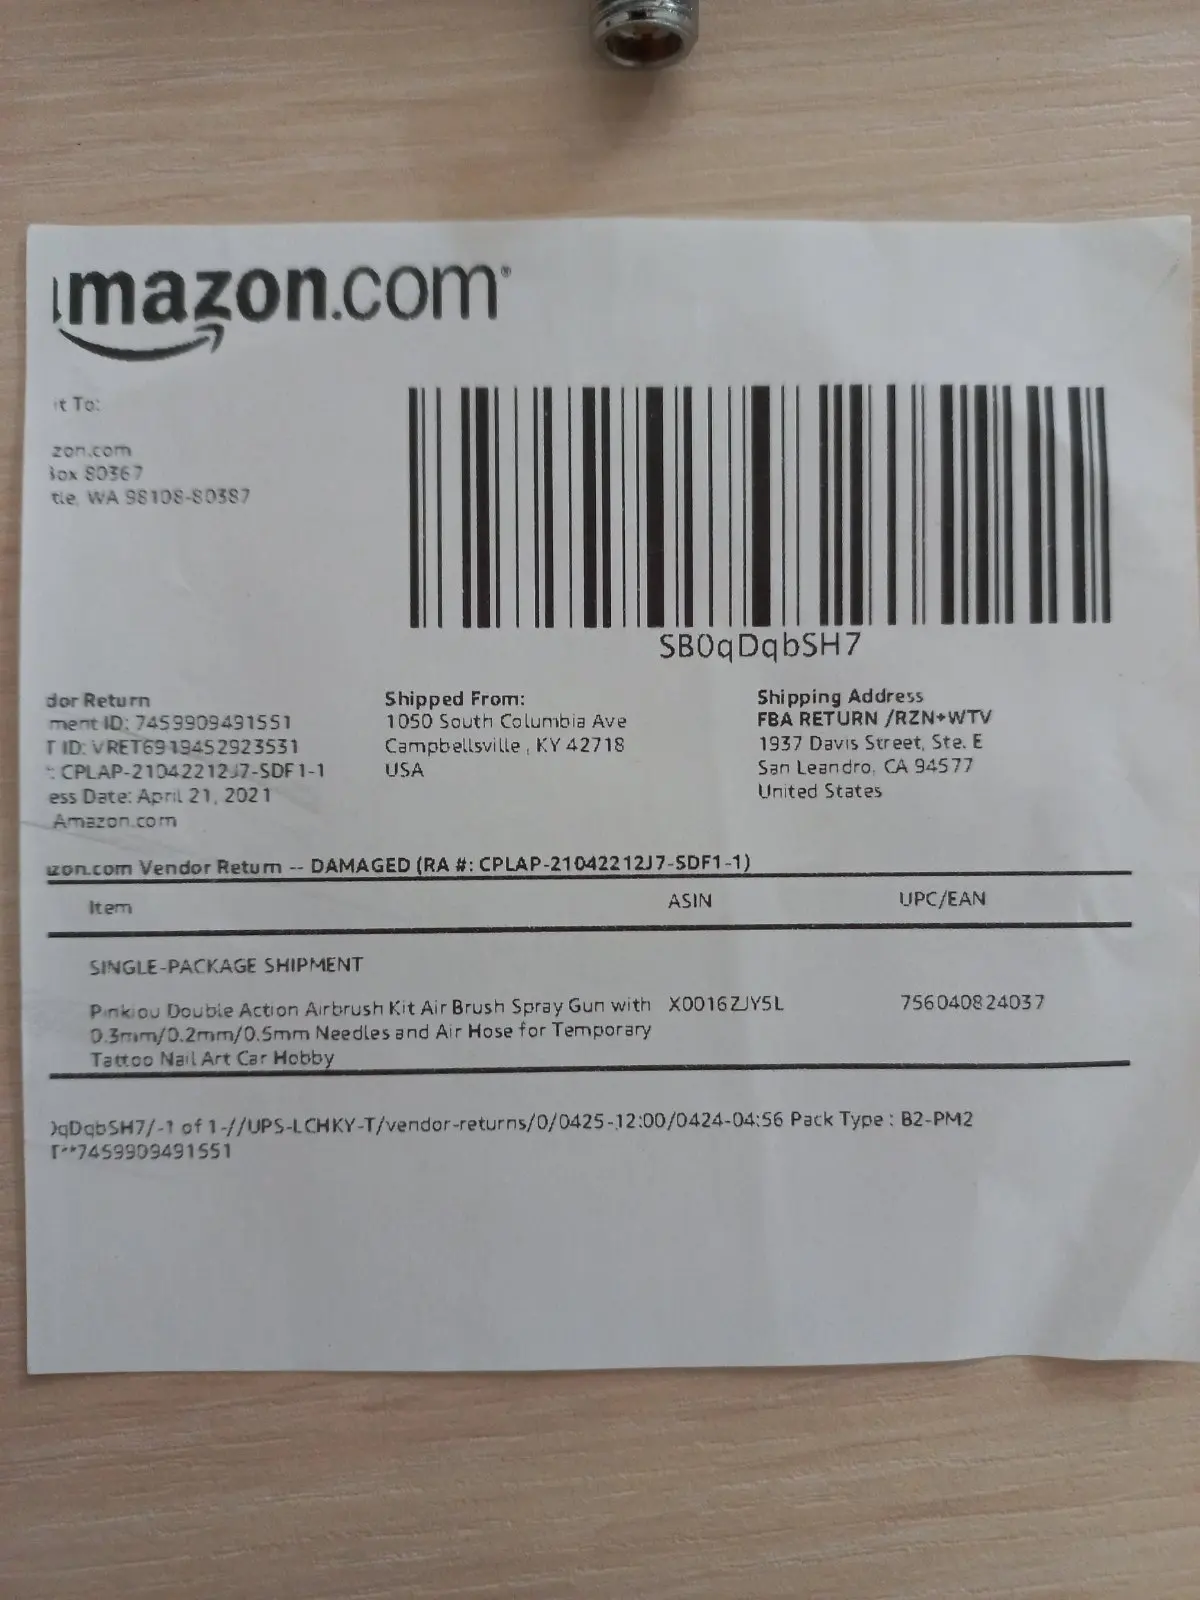 mazon.com
t To:
zon.com
Box 80367
tle, WA 98108-80387
SB0qDqbSH7
dor Return
ment ID: 7459909491551
T ID: VRET6919452923531
: CPLAP-21042212J7-SDF1-1
ess Date: April 21, 2021
Amazon.com
Shipped From:
1050 South Columbia Ave
Campbellsville , KY 42718
USA
Shipping Address
FBA RETURN /RZN+WTV
1937 Davis Street, Ste. E
San Leandro, CA 94577
United States
zon.com Vendor Return -- DAMAGED (RA #: CPLAP-21042212J7-SDF1-1)
Item ASIN UPC/EAN
SINGLE-PACKAGE SHIPMENT
Pinkiou Double Action Airbrush Kit Air Brush Spray Gun with X0016ZJY5L 756040824037
0.3mm/0.2mm/0.5mm Needles and Air Hose for Temporary
Tattoo Nail Art Car Hobby
qDqbSH7/-1 of 1-//UPS-LCHKY-T/vendor-returns/0/0425-12:00/0424-04:56 Pack Type : B2-PM2
T**7459909491551